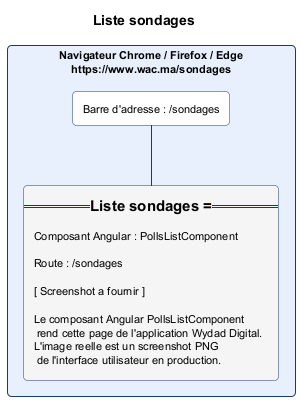 Liste sondages
Navigateur Chrome / Firefox / Edge
https://www.wac.ma/sondages
Barre d'adresse : /sondages
Liste sondages =
Composant Angular : PollsListComponent
Route : /sondages
[ Screenshot a fournir ]
Le composant Angular PollsListComponent
rend cette page de l'application Wydad Digital.
L'image reelle est un screenshot PNG
de l'interface utilisateur en production.